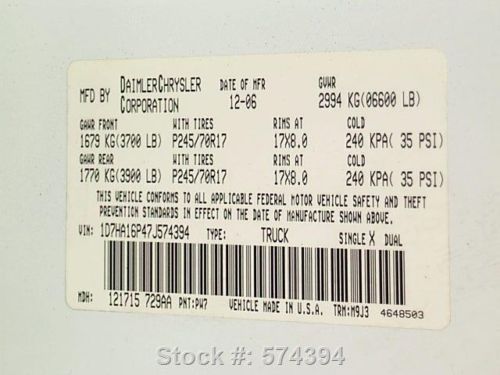 MFD BY DAIMLERCHRYSLER CORPORATION DATE OF MFR 12-06 GVWR 2994 KG(06600 LB)
GAWR FRONT WITH TIRES RIMS AT COLD
1679 KG(3700 LB) P245/70R17 17X8.0 240 KPA( 35 PSI)
GAWR REAR WITH TIRES RIMS AT COLD
1770 KG(3900 LB) P245/70R17 17X8.0 240 KPA( 35 PSI)
THIS VEHICLE CONFORMS TO ALL APPLICABLE FEDERAL MOTOR VEHICLE SAFETY AND THEFT
PREVENTION STANDARDS IN EFFECT ON THE DATE OF MANUFACTURE SHOWN ABOVE.
VIN: 1D7HA16P47J574394 TYPE: TRUCK SINGLE X DUAL
MDH: 121715 729AA PNT:PW7 VEHICLE MADE IN U.S.A. TRM:M9J3 4648503
Stock #: 574394